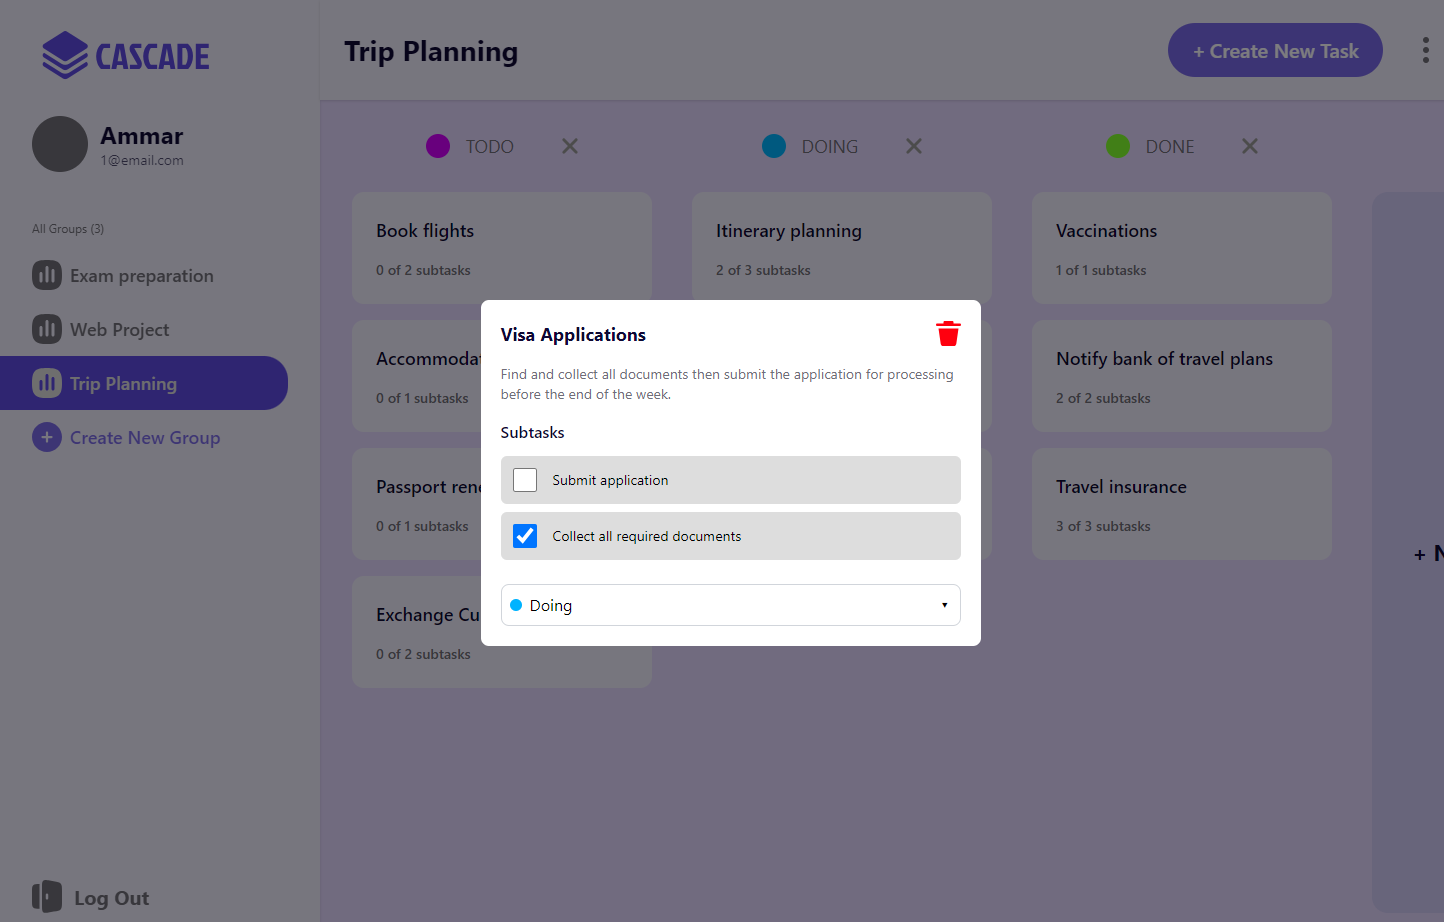 CASCADE
Ammar
1@email.com
All Groups (3)
Exam preparation
Web Project
Trip Planning
+ Create New Group
Log Out
Trip Planning
+ Create New Task
TODO
Book flights
0 of 2 subtasks
0 of 1 subtasks
Passport
0 of 1 subtasks
Exchange
0 of 2 subtasks
DOING
Itinerary planning
2 of 3 subtasks
DONE
Vaccinations
1 of 1 subtasks
Notify bank of travel plans
2 of 2 subtasks
Travel insurance
3 of 3 subtasks
+
Visa Applications
Find and collect all documents then submit the application for processing
before the end of the week.
Subtasks
Submit application
Collect all required documents
Doing